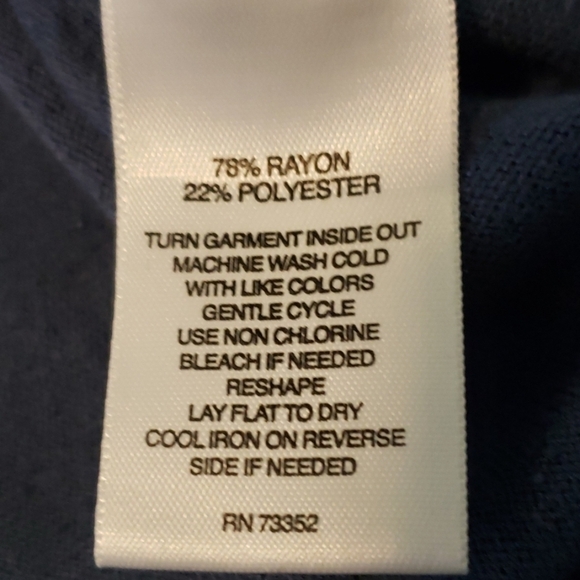 78% RAYON
22% POLYESTER
TURN GARMENT INSIDE OUT
MACHINE WASH COLD
WITH LIKE COLORS
GENTLE CYCLE
USE NON CHLORINE
BLEACH IF NEEDED
RESHAPE
LAY FLAT TO DRY
COOL IRON ON REVERSE
SIDE IF NEEDED
RN 73352